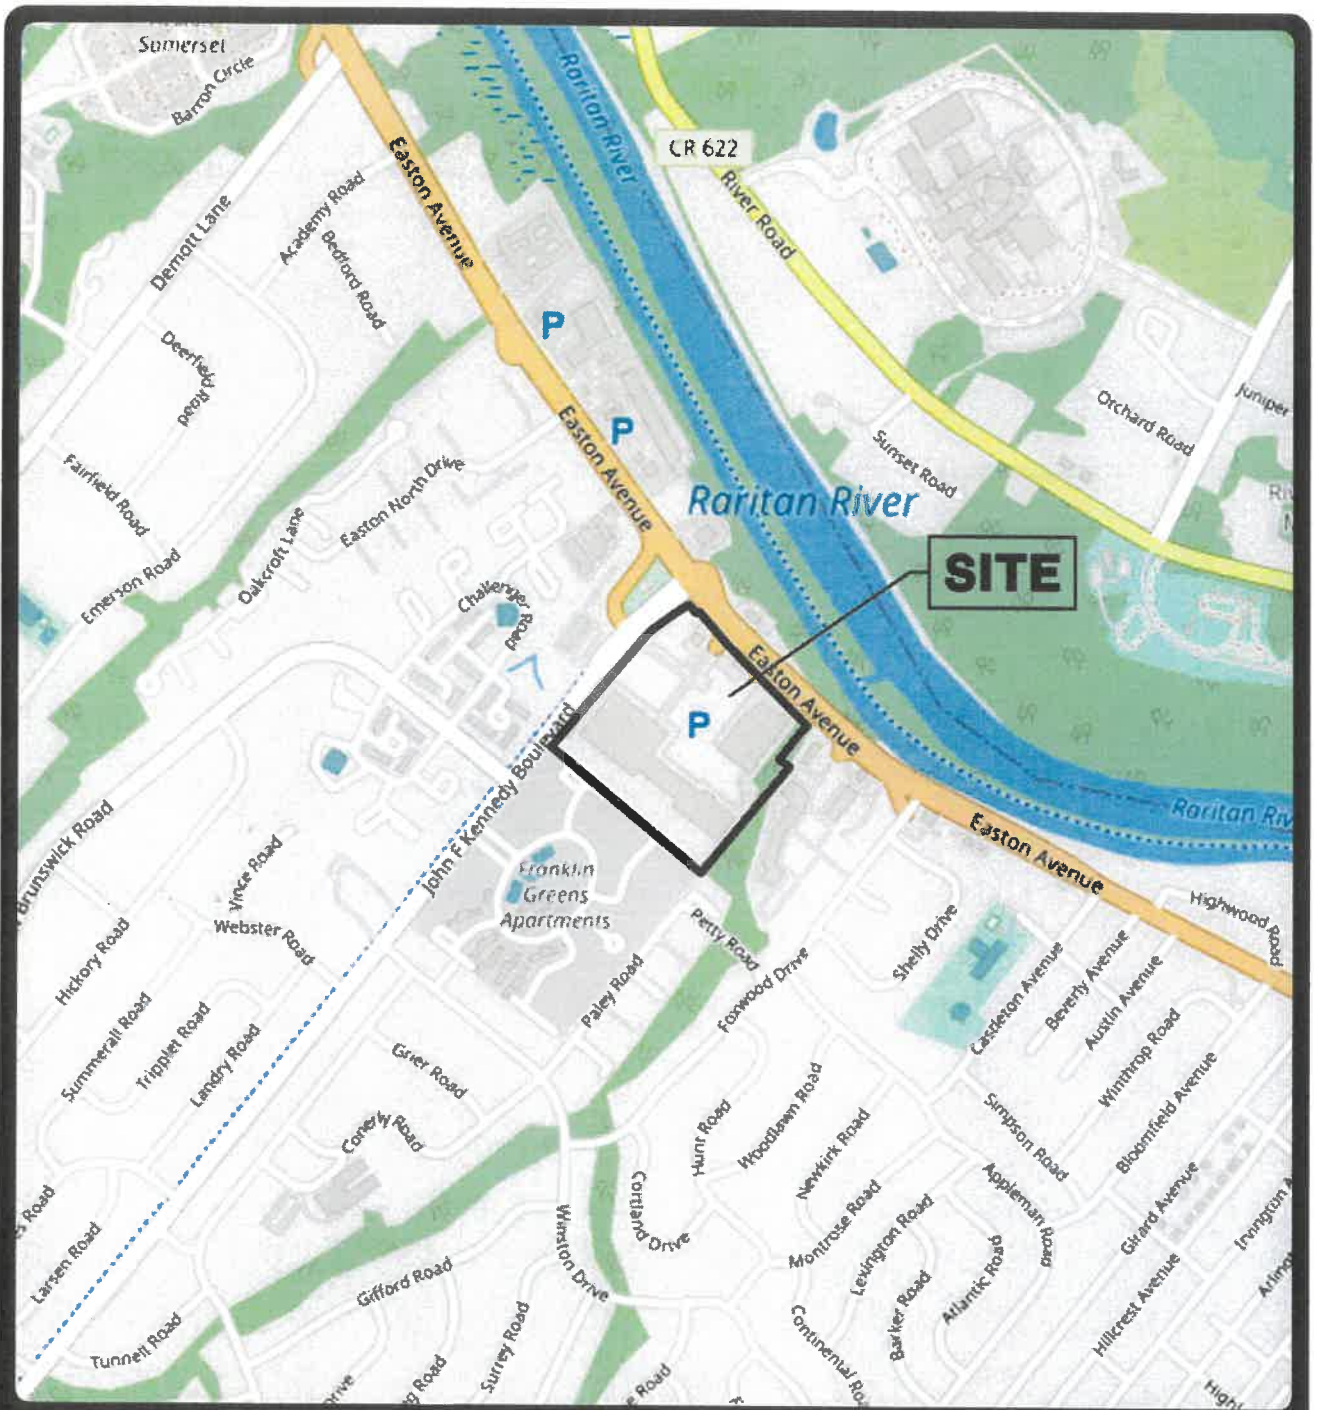 Somerset
Barron Circle
Raritan River
CR 622
Easton Avenue
River Road
Academy Road
Demott Lane
Bedford Road
P
Deerfield Road
Orchard Road
Juniper
Easton Avenue
P
Sunset Road
Fairfield Road
Easton North Drive
Raritan River
Oakcroft Lane
Emerson Road
SITE
Challenger Road
Easton Avenue
P
John F Kennedy Boulevard
Raritan Riv
Easton Avenue
Brunswick Road
Vince Road
Franklin
Greens
Apartments
Highwood Road
Hickory Road
Webster Road
Petty Road
Shelly Drive
Foxwood Drive
Castleton Avenue
Beverly Avenue
Austin Avenue
Paley Road
Summerall Road
Tripplet Road
Landry Road
Grier Road
Winthrop Road
Conerly Road
Hunt Road
Woodlawn Road
Newkirk Road
Simpson Road
Bloomfield Avenue
Larsen Road
Cortland Drive
Montrose Road
Lexington Road
Appleman Road
Girard Avenue
Irvington A
Winston Drive
Gifford Road
Barker Road
Atlantic Road
Hillcrest Avenue
Tunnell Road
Surrey Road
Continental Roa
Road
Highl